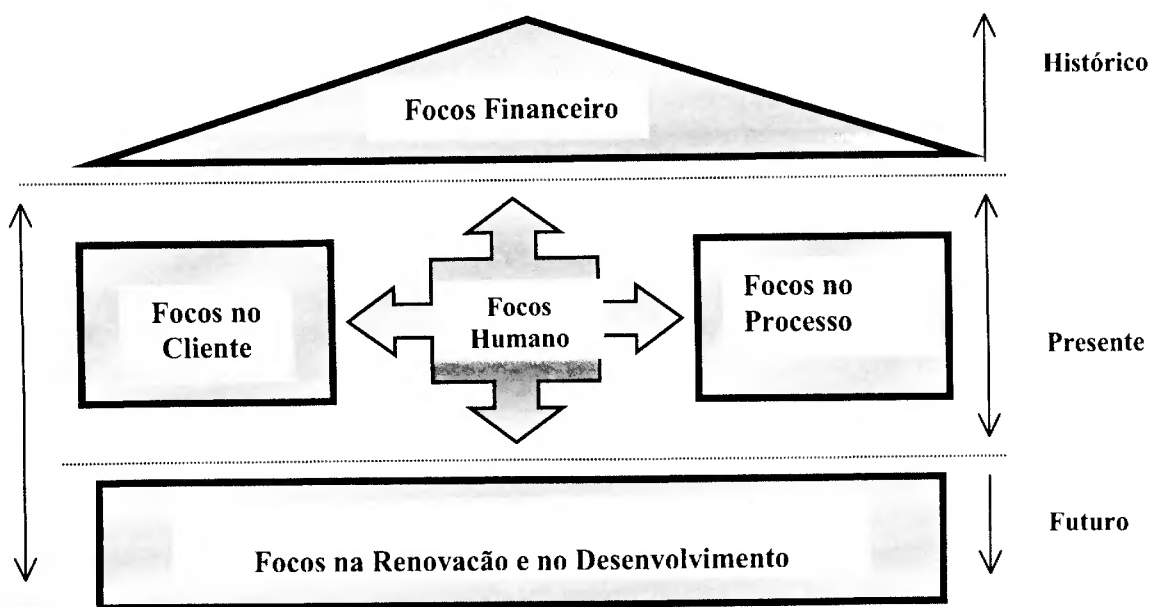 Histórico
Focos Financeiro
Focos no
Cliente
Focos
Humano
Focos no
Processo
Presente
Focos na Renovacão e no Desenvolvimento
Futuro